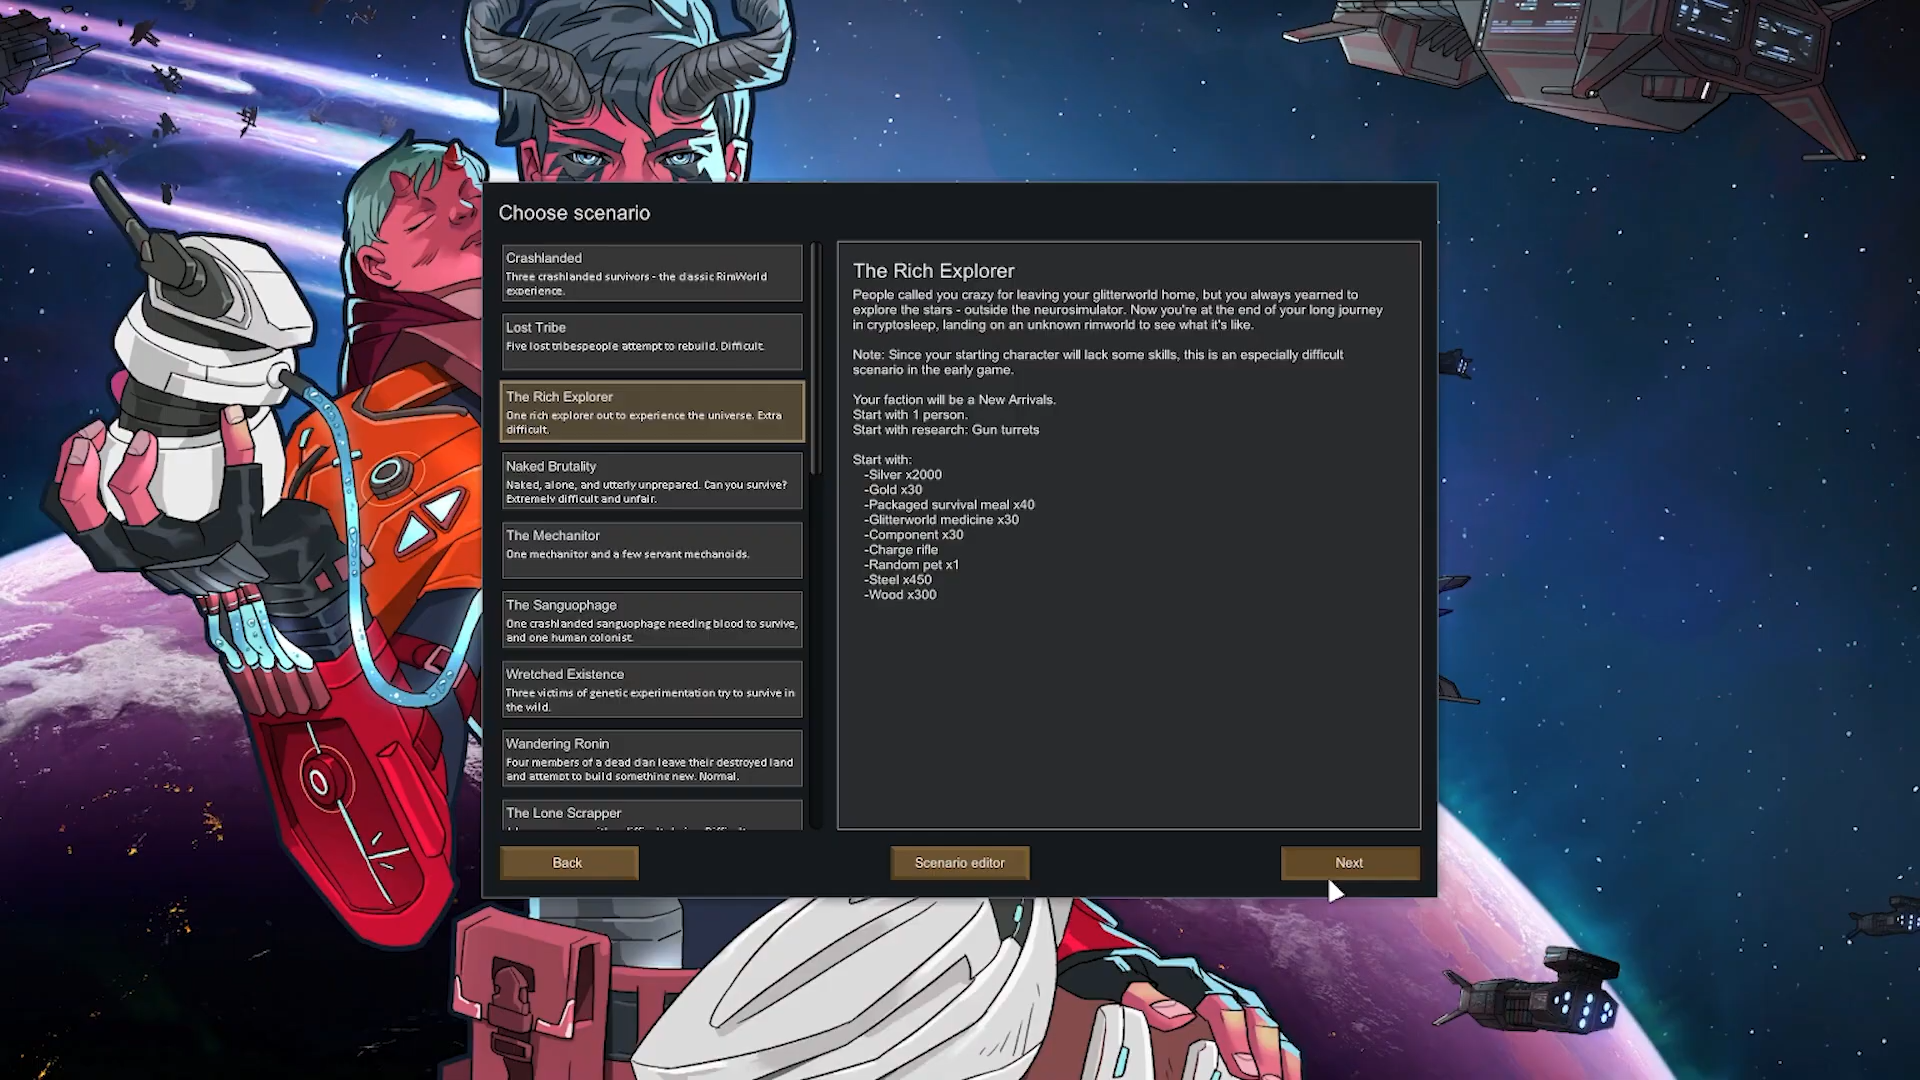 Choose scenario
Crashlanded
Three crashlanded survivors - the classic RimWorld
experience.
Lost Tribe
Five lost tribespeople attempt to rebuild. Difficult.
The Rich Explorer
One rich explorer out to experience the universe. Extra
difficult.
Naked Brutality
Naked, alone, and utterly unprepared. Can you survive?
Extremely difficult and unfair.
The Mechanitor
One mechanitor and a few servant mechanoids.
The Sanguophage
One crashlanded sanguophage needing blood to survive,
and one human colonist.
Wretched Existence
Three victims of genetic experimentation try to survive in
the wild.
Wandering Ronin
Four members of a dead clan leave their destroyed land
and attempt to build something new. Normal.
The Lone Scrapper
The Rich Explorer
People called you crazy for leaving your glitterworld home, but you always yearned to
explore the stars - outside the neurosimulator. Now you're at the end of your long journey
in cryptosleep, landing on an unknown rimworld to see what it's like.
Note: Since your starting character will lack some skills, this is an especially difficult
scenario in the early game.
Your faction will be a New Arrivals.
Start with 1 person.
Start with research: Gun turrets
Start with:
-Silver x2000
-Gold x30
-Packaged survival meal x40
-Glitterworld medicine x30
-Component x30
-Charge rifle
-Random pet x1
-Steel x450
-Wood x300
Back
Scenario editor
Next